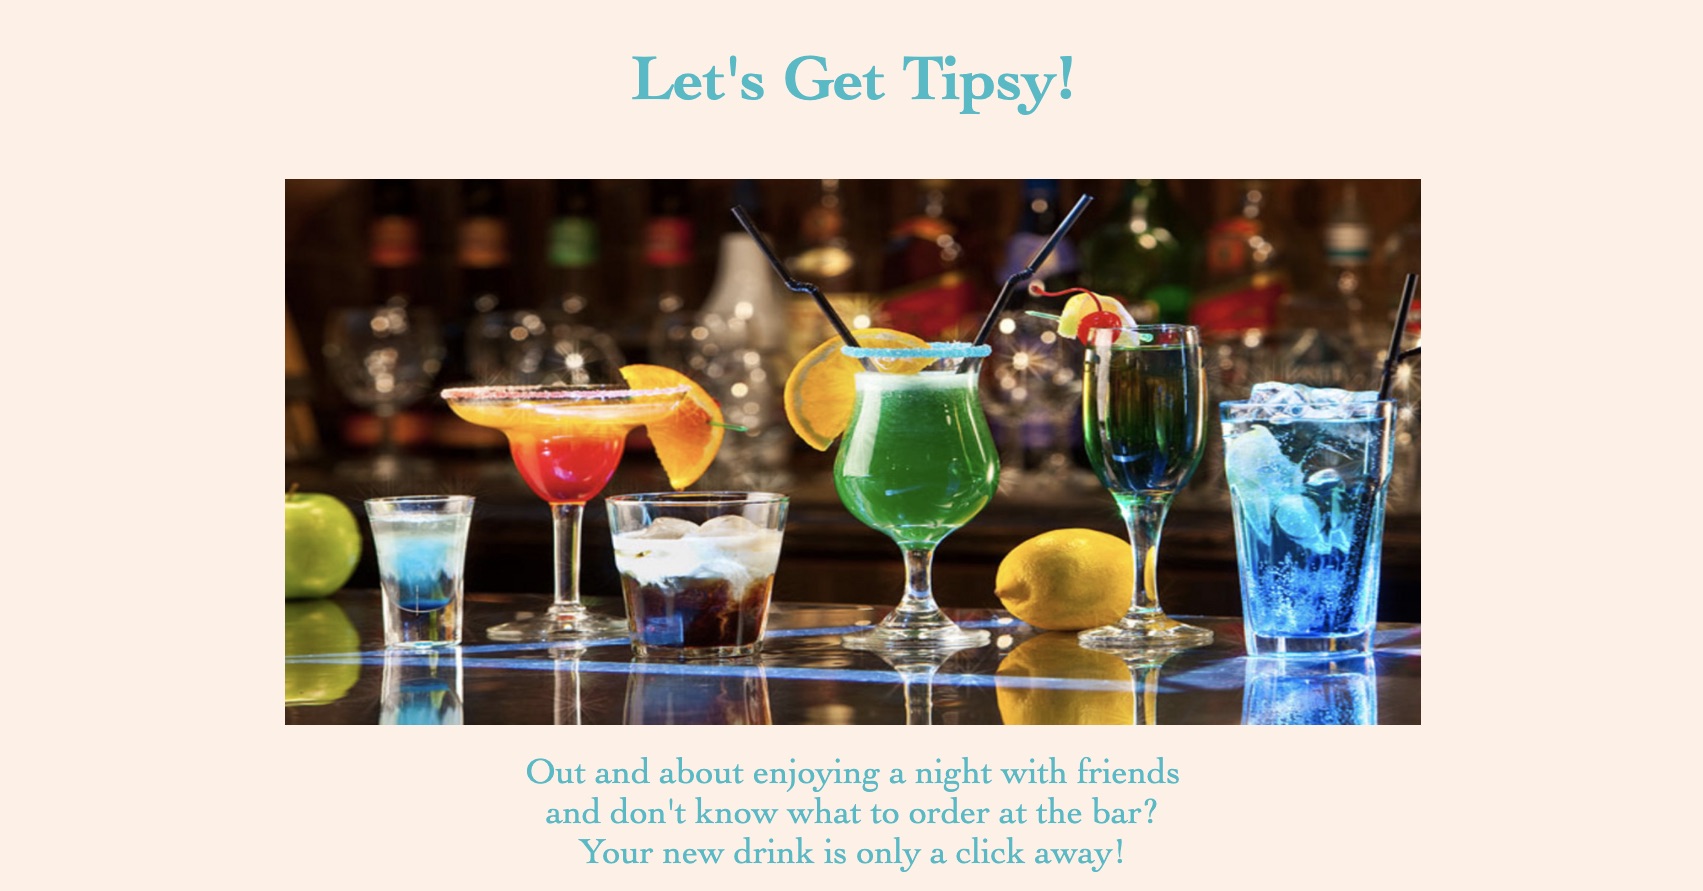 Let's Get Tipsy!
Out and about enjoying a night with friends
and don't know what to order at the bar?
Your new drink is only a click away!